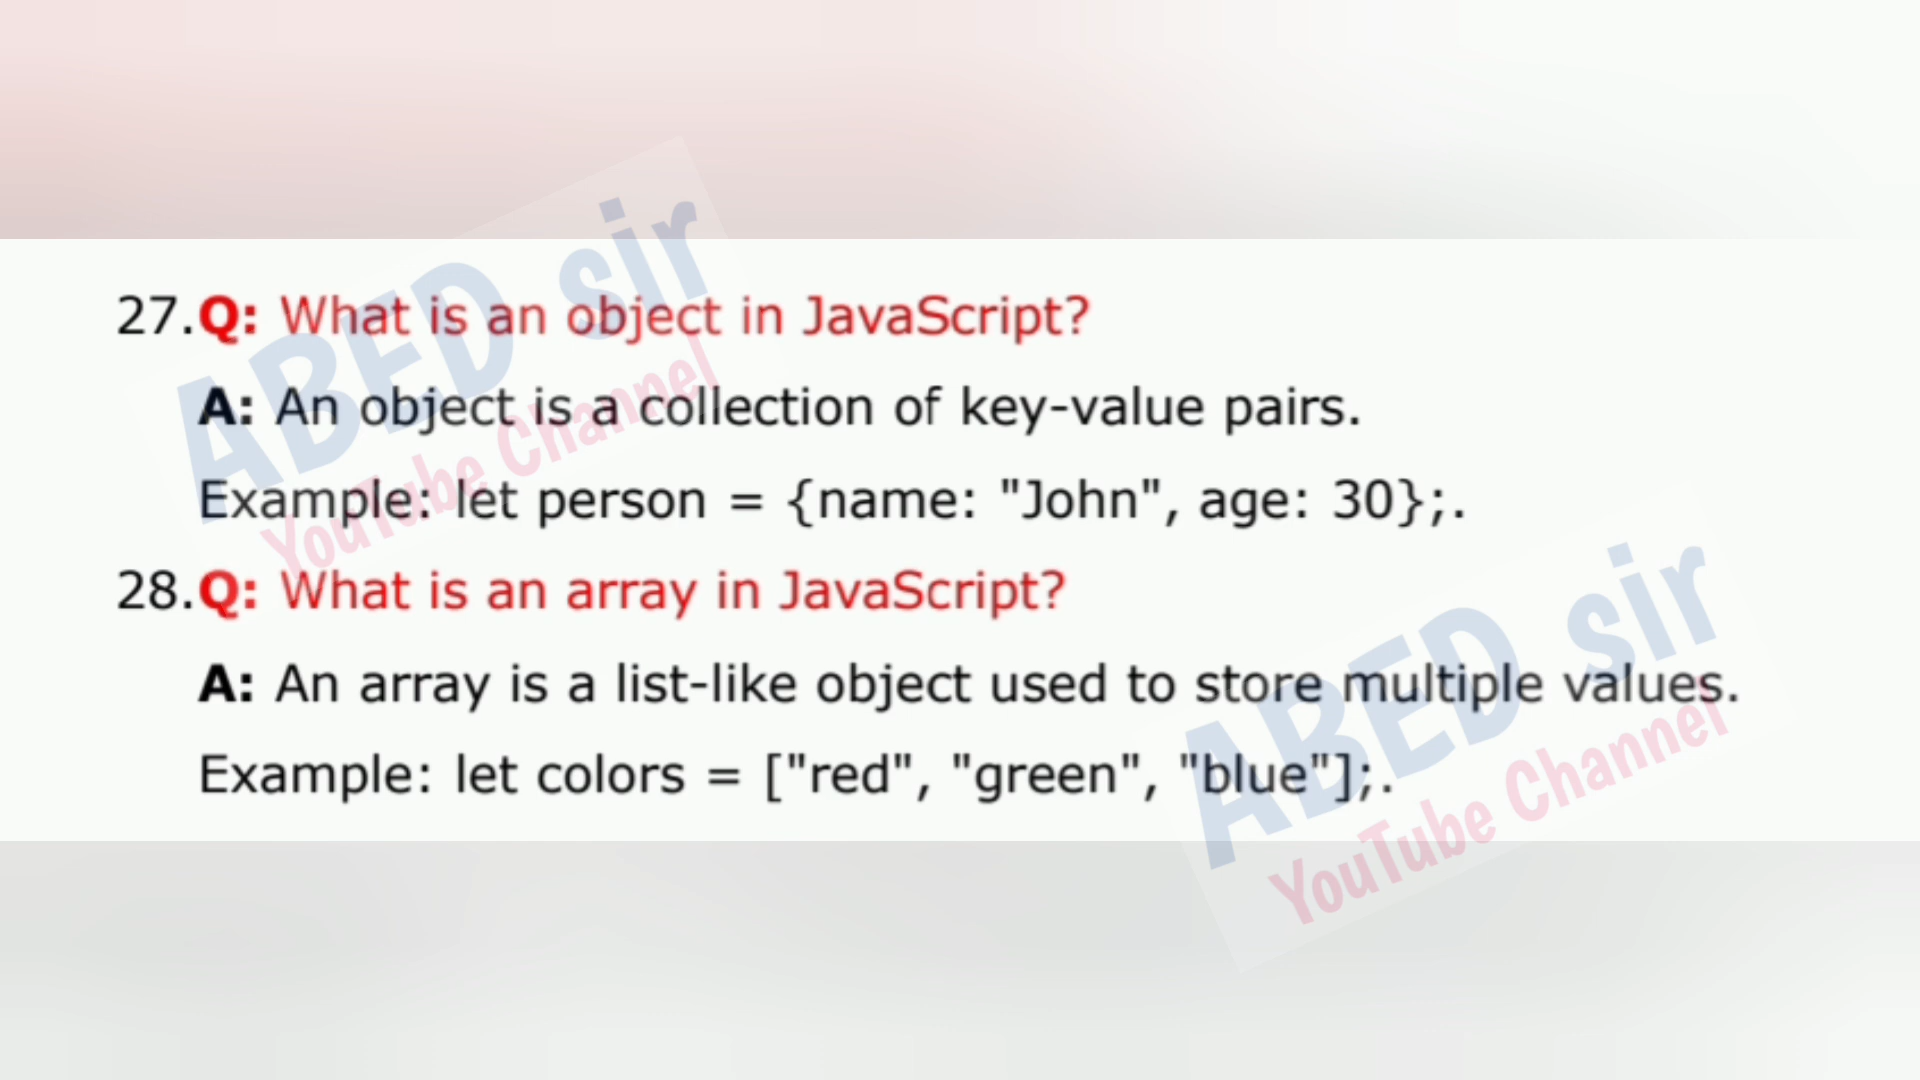 27.Q: What is an object in JavaScript?
A: An object is a collection of key-value pairs.
Example: let person = {name: "John", age: 30};.
28.Q: What is an array in JavaScript?
A: An array is a list-like object used to store multiple values.
Example: let colors = ["red", "green", "blue"];.
ABED sir
YouTube Channel
ABED sir
YouTube Channel